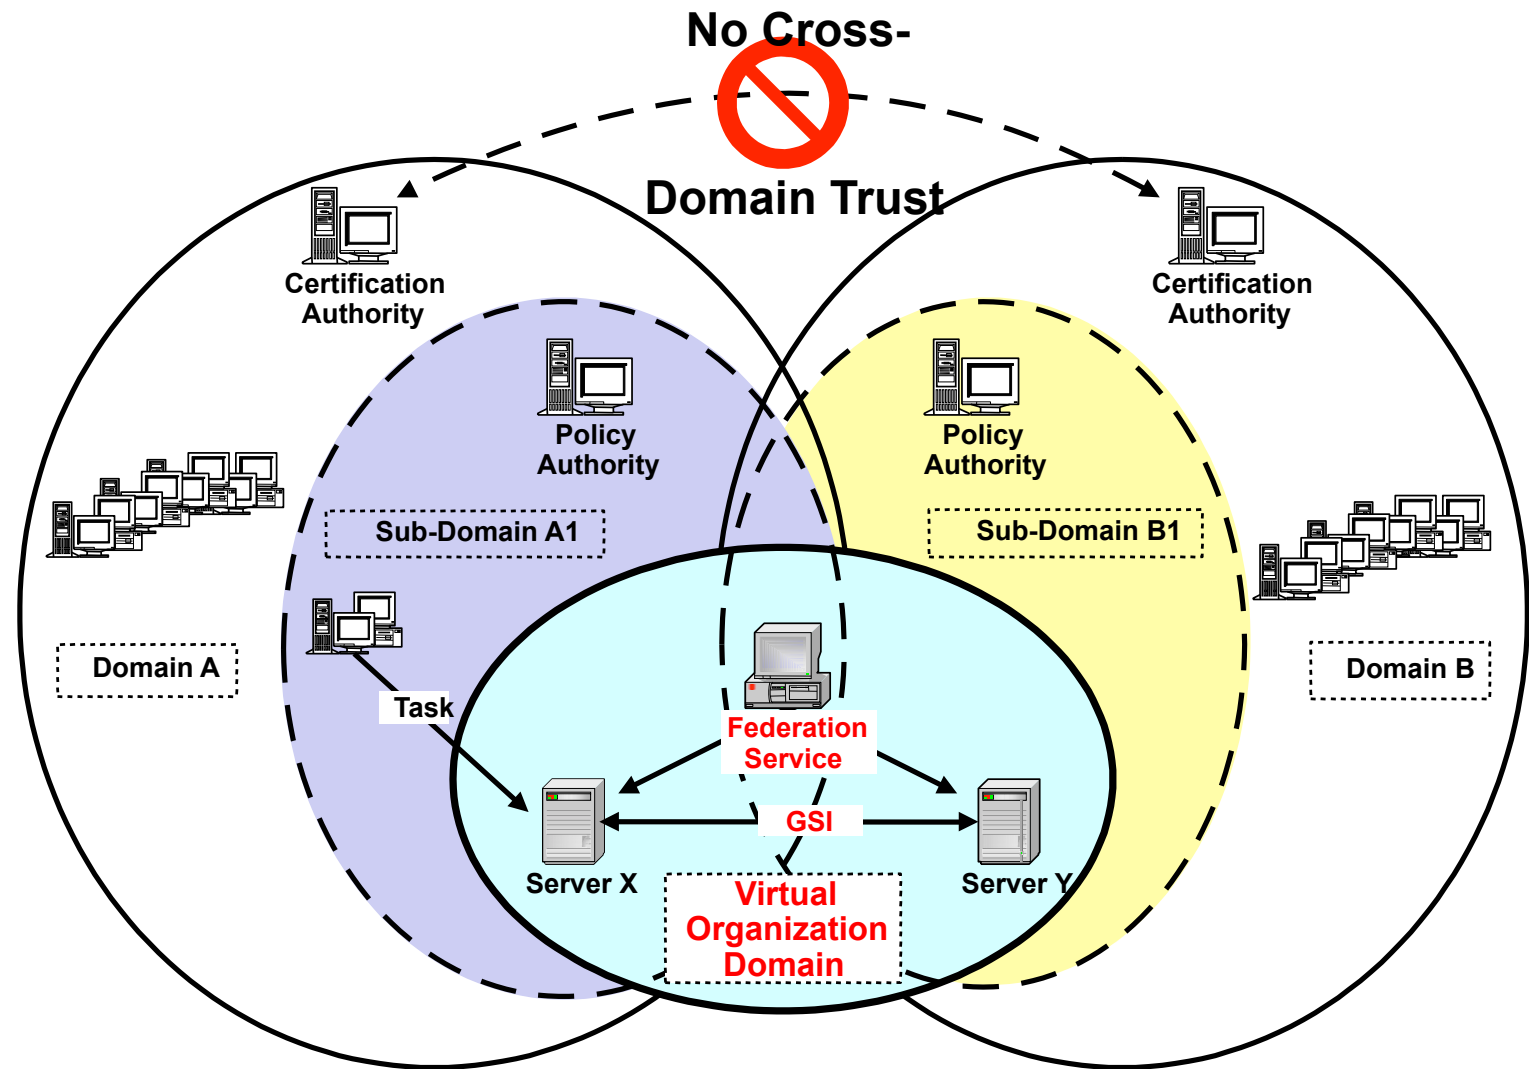 No Cross-
Domain Trust
Certification
Authority
Certification
Authority
Policy
Authority
Policy
Authority
Sub-Domain A1
Sub-Domain B1
Domain A
Domain B
Task
Federation
Service
GSI
Server X
Server Y
Virtual
Organization
Domain